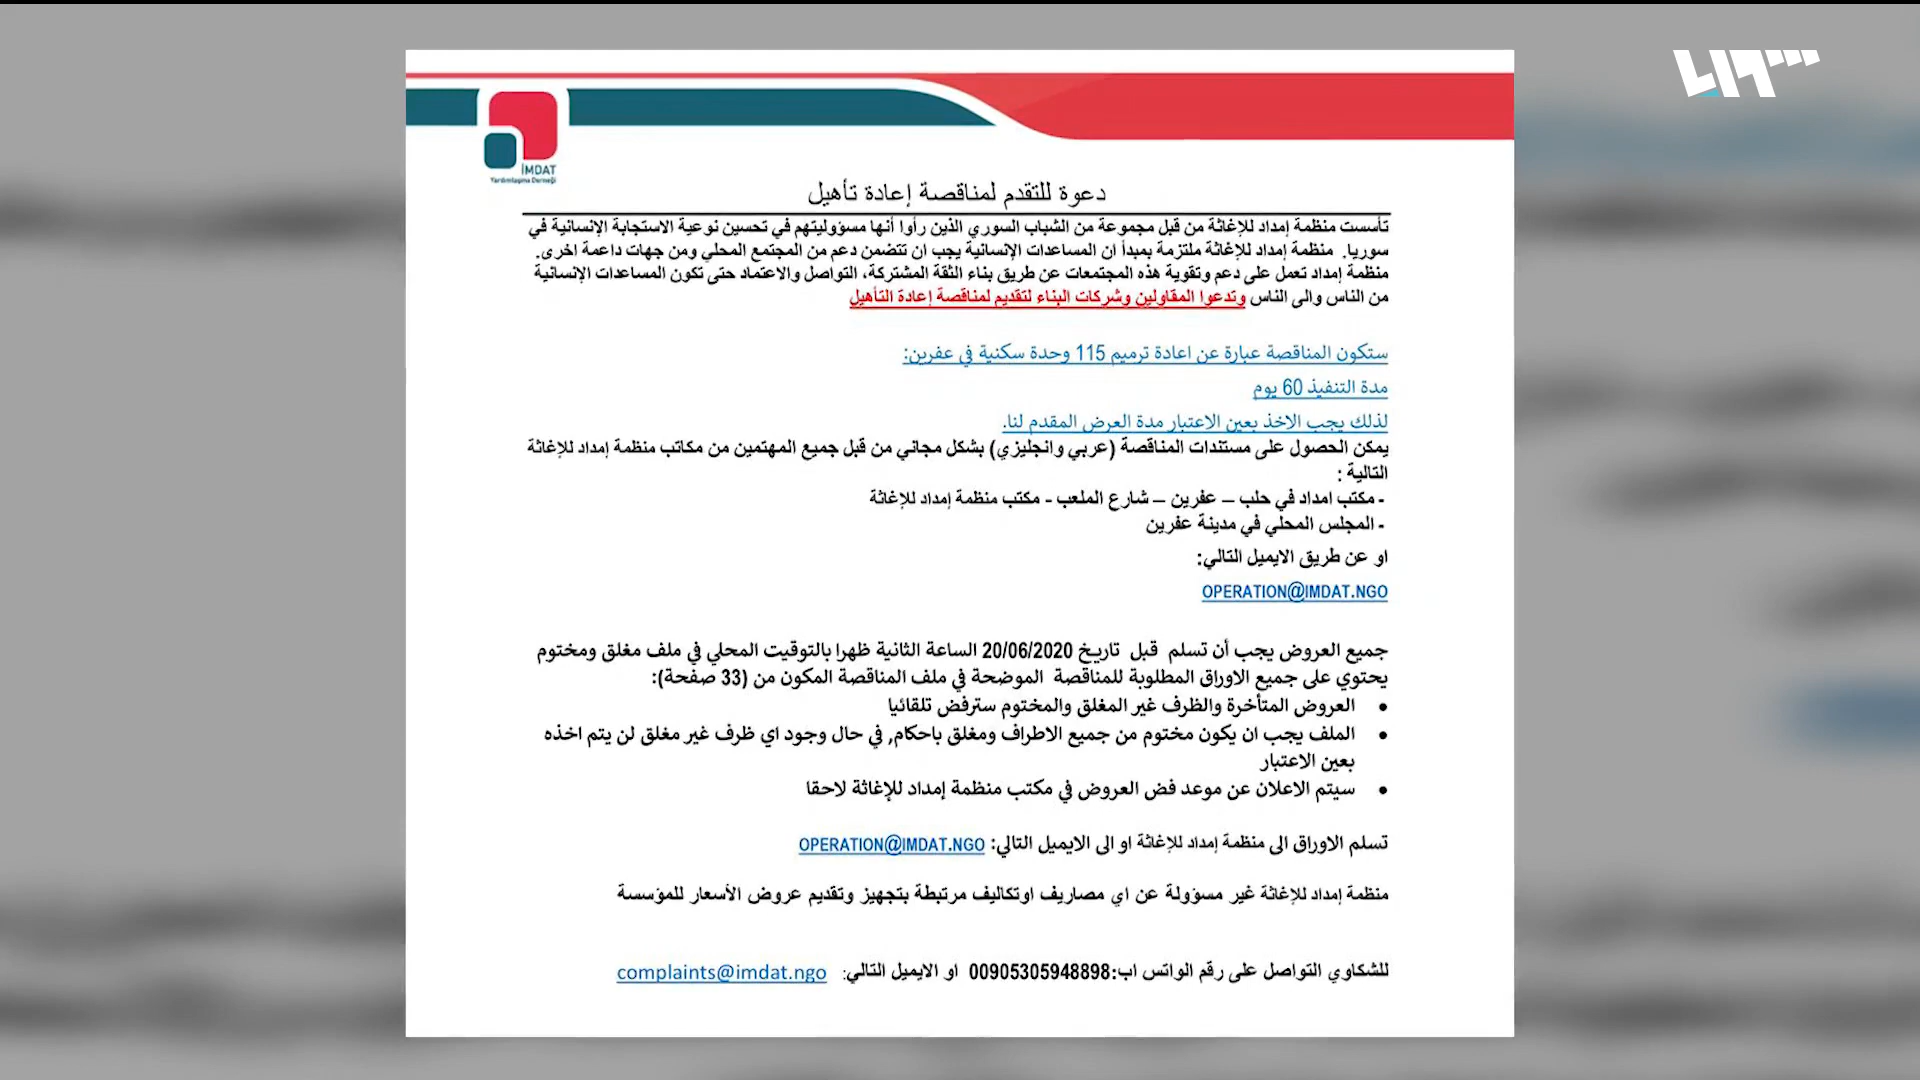 İMDAT
Yardımlaşma Derneği
دعوة للتقدم لمناقصة إعادة تأهيل
تأسست منظمة إمداد للإغاثة من قبل مجموعة من الشباب السوري الذين رأوا أنها مسؤوليتهم في تحسين نوعية الاستجابة الإنسانية في
سوريا. منظمة إمداد للإغاثة ملتزمة بمبدأ ان المساعدات الإنسانية يجب ان تتضمن دعم من المجتمع المحلي ومن جهات داعمة اخرى.
منظمة إمداد تعمل على دعم وتقوية هذه المجتمعات عن طريق بناء الثقة المشتركة، التواصل والاعتماد حتى تكون المساعدات الإنسانية
من الناس والى الناس وتدعوا المقاولين وشركات البناء لتقديم لمناقصة إعادة التأهيل
ستكون المناقصة عبارة عن اعادة ترميم 115 وحدة سكنية في عفرين:
مدة التنفيذ 60 يوم
لذلك يجب الاخذ بعين الاعتبار مدة العرض المقدم لنا.
يمكن الحصول على مستندات المناقصة (عربي وانجليزي) بشكل مجاني من قبل جميع المهتمين من مكاتب منظمة إمداد للإغاثة
التالية :
- مكتب امداد في حلب – عفرين – شارع الملعب - مكتب منظمة إمداد للإغاثة
- المجلس المحلي في مدينة عفرين
او عن طريق الايميل التالي:
OPERATION@IMDAT.NGO
جميع العروض يجب أن تسلم قبل تاريخ 20/06/2020 الساعة الثانية ظهرا بالتوقيت المحلي في ملف مغلق ومختوم
يحتوي على جميع الاوراق المطلوبة للمناقصة الموضحة في ملف المناقصة المكون من (33 صفحة):
• العروض المتأخرة والظرف غير المغلق والمختوم سترفض تلقائيا
• الملف يجب ان يكون مختوم من جميع الاطراف ومغلق باحكام, في حال وجود اي ظرف غير مغلق لن يتم اخذه
بعين الاعتبار
• سيتم الاعلان عن موعد فض العروض في مكتب منظمة إمداد للإغاثة لاحقا
تسلم الاوراق الى منظمة إمداد للإغاثة او الى الايميل التالي: OPERATION@IMDAT.NGO
منظمة إمداد للإغاثة غير مسؤولة عن اي مصاريف اوتكاليف مرتبطة بتجهيز وتقديم عروض الأسعار للمؤسسة
للشكاوي التواصل على رقم الواتس اب:00905305948898 او الايميل التالي: complaints@imdat.ngo